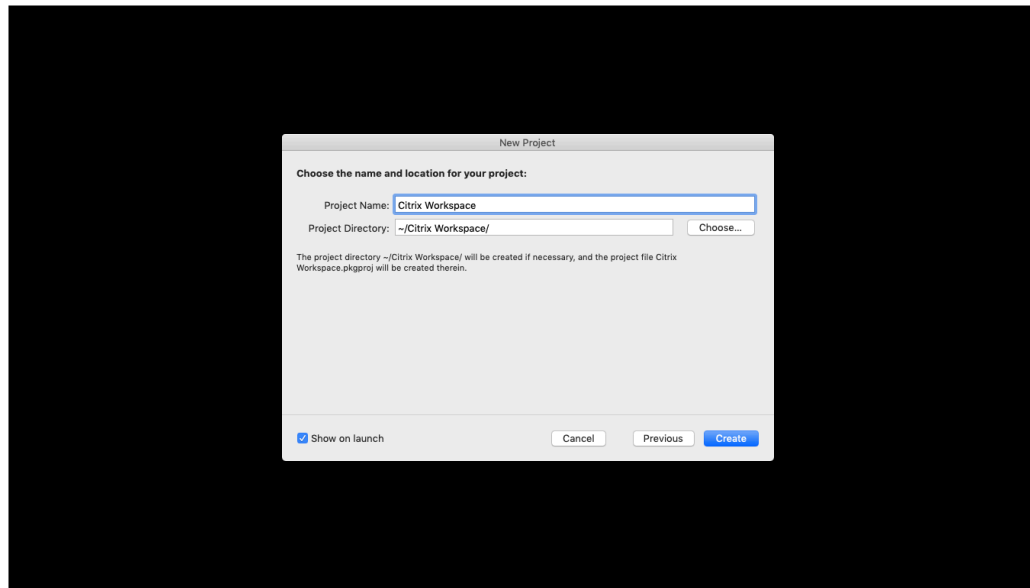 New Project
Choose the name and location for your project:
Project Name: Citrix Workspace
Project Directory: ~/Citrix Workspace/ Choose...
The project directory ~/Citrix Workspace/ will be created if necessary, and the project file Citrix
Workspace.pkgproj will be created therein.
Show on launch Cancel Previous Create